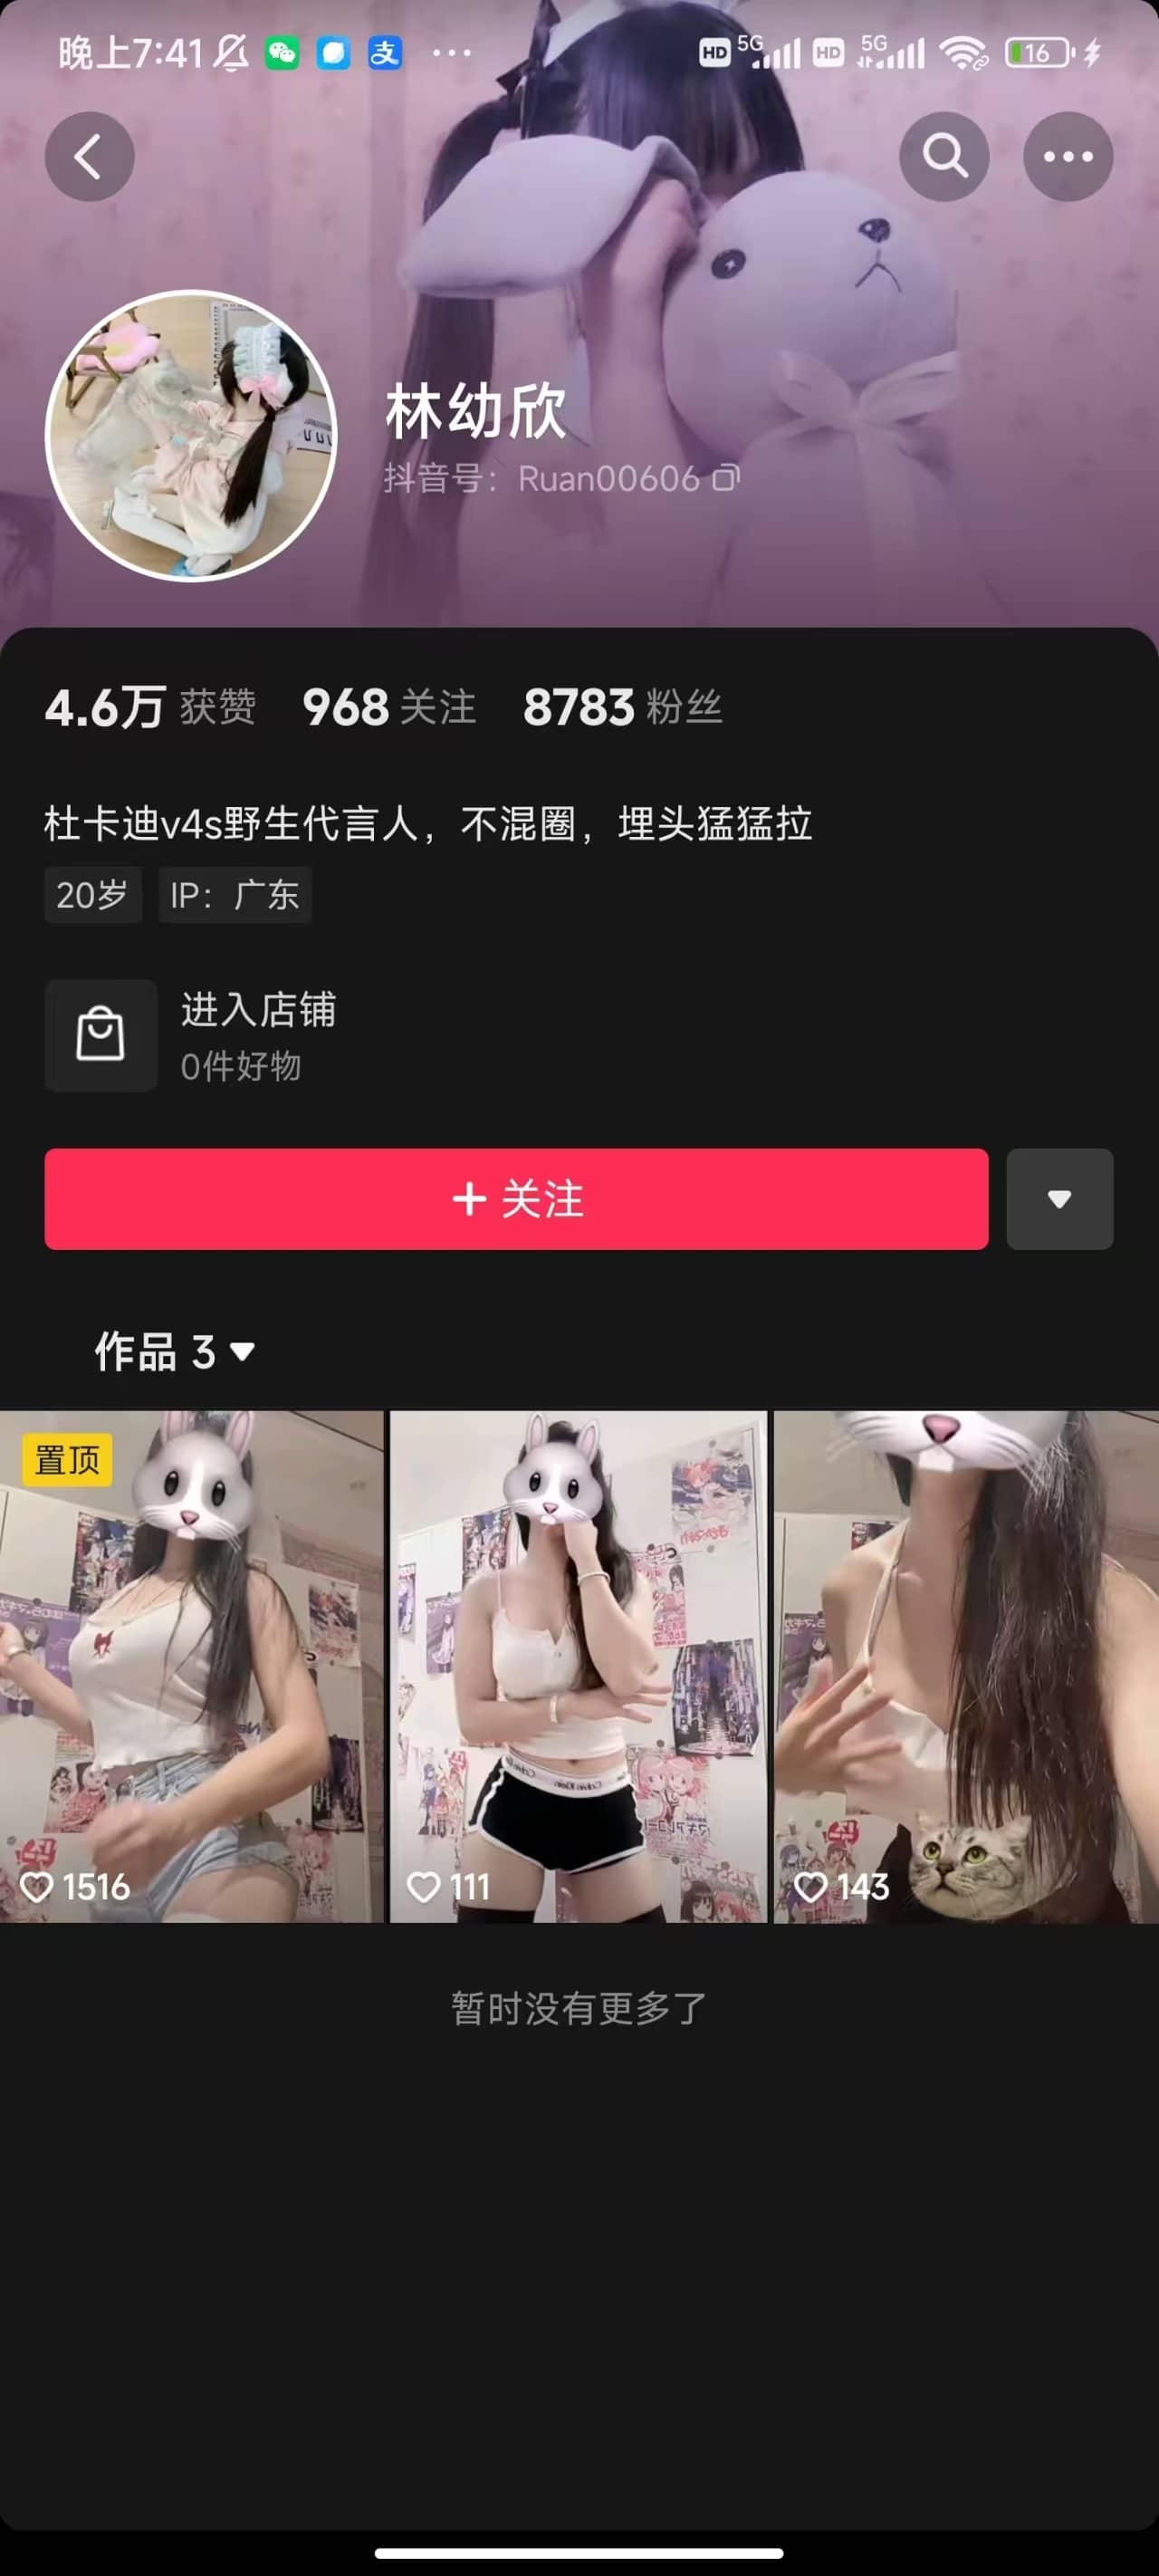 晚上7:41
HD 5G HD 5G 16
林幼欣
抖音号：Ruan00606
4.6万 获赞 968 关注 8783 粉丝
杜卡迪v4s野生代言人，不混圈，埋头猛猛拉
20岁 IP：广东
进入店铺
0件好物
+ 关注
作品 3
置顶
1516 111 143
暂时没有更多了